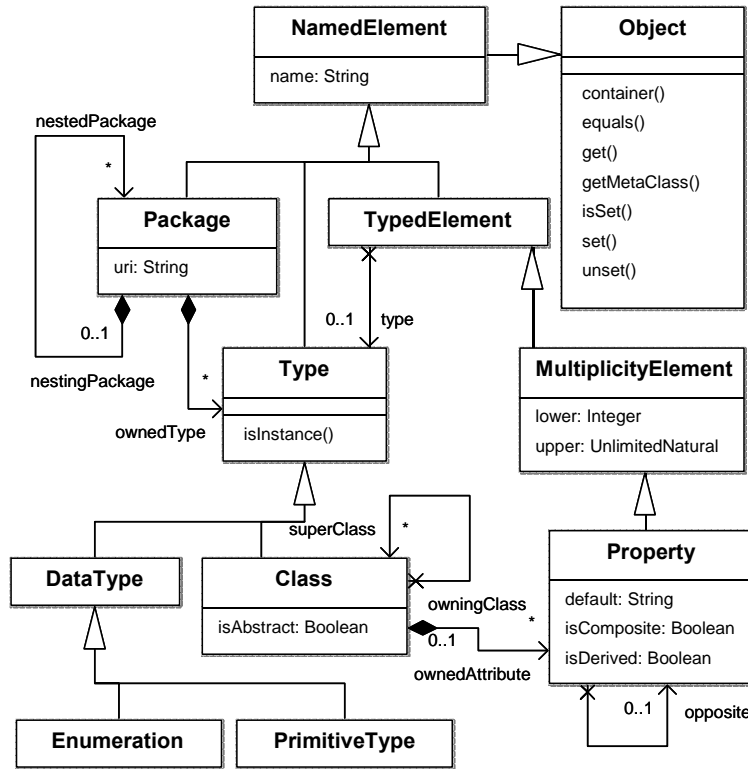 NamedElement
name: String
Object
container()
equals()
get()
getMetaClass()
isSet()
set()
unset()
nestedPackage
*
Package
uri: String
0..1
nestingPackage
TypedElement
0..1
type
*
ownedType
Type
isInstance()
MultiplicityElement
lower: Integer
upper: UnlimitedNatural
superClass
*
DataType
Class
isAbstract: Boolean
owningClass
0..1
*
ownedAttribute
Property
default: String
isComposite: Boolean
isDerived: Boolean
0..1
opposite
Enumeration
PrimitiveType